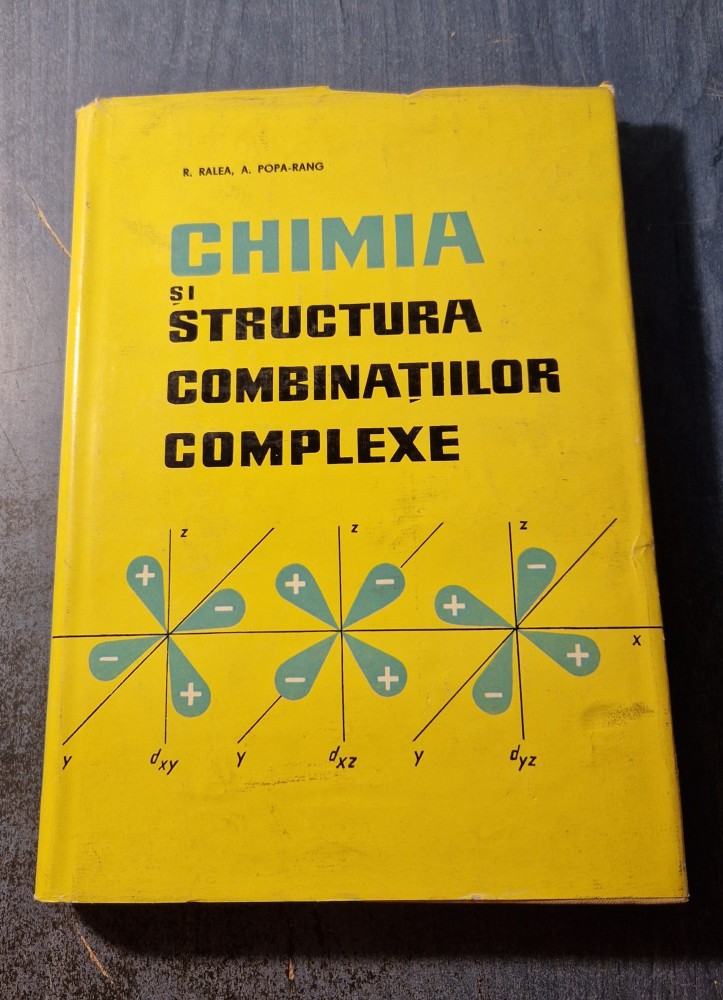 R. RALEA, A. POPA-RANG
CHIMIA
ȘI
STRUCTURA
COMBINAȚIILOR
COMPLEXE
z z z
+ − + − + −
x
− + − + − +
y dxy y dxz y dyz